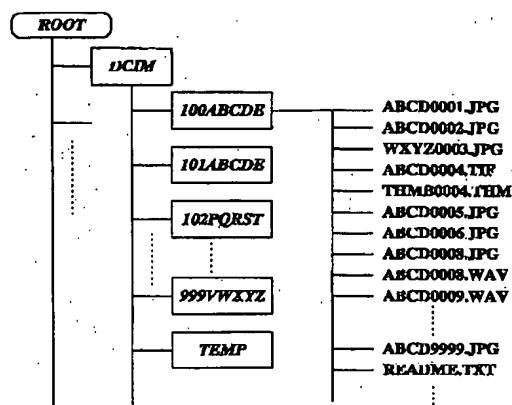 ROOT
DCIM
100ABCDE
101ABCDE
102PQRST
999VWXYZ
TEMP
ABCD0001.JPG
ABCD0002.JPG
WXYZ0003.JPG
ABCD0004.TIF
THMB0004.THM
ABCD0005.JPG
ABCD0006.JPG
ABCD0008.JPG
ABCD0008.WAV
ABCD0009.WAV
ABCD9999.JPG
README.TXT